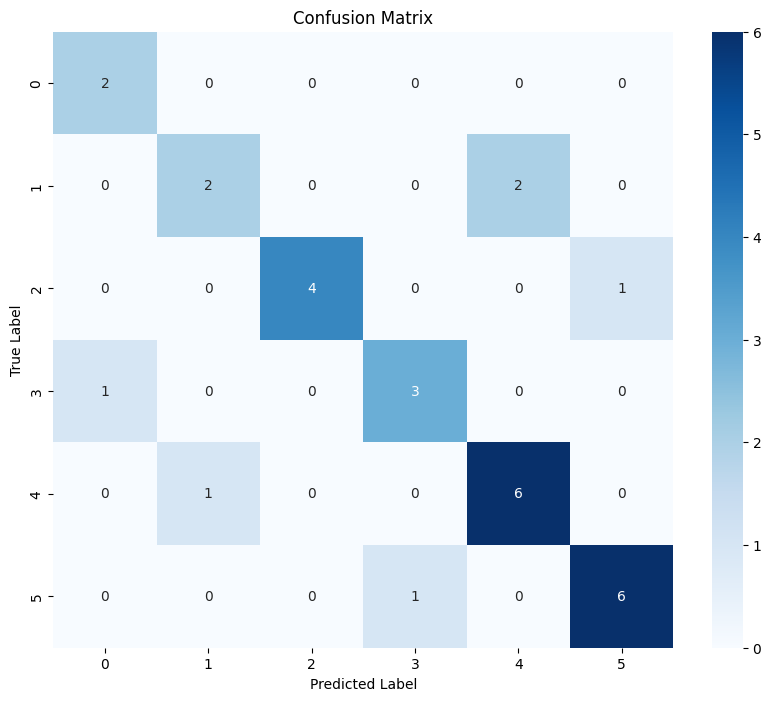 Confusion Matrix
True Label
0 2 0 0 0 0 0
1 0 2 0 0 2 0
2 0 0 4 0 0 1
3 1 0 0 3 0 0
4 0 1 0 0 6 0
5 0 0 0 1 0 6
0 1 2 3 4 5
Predicted Label
6
5
4
3
2
1
0